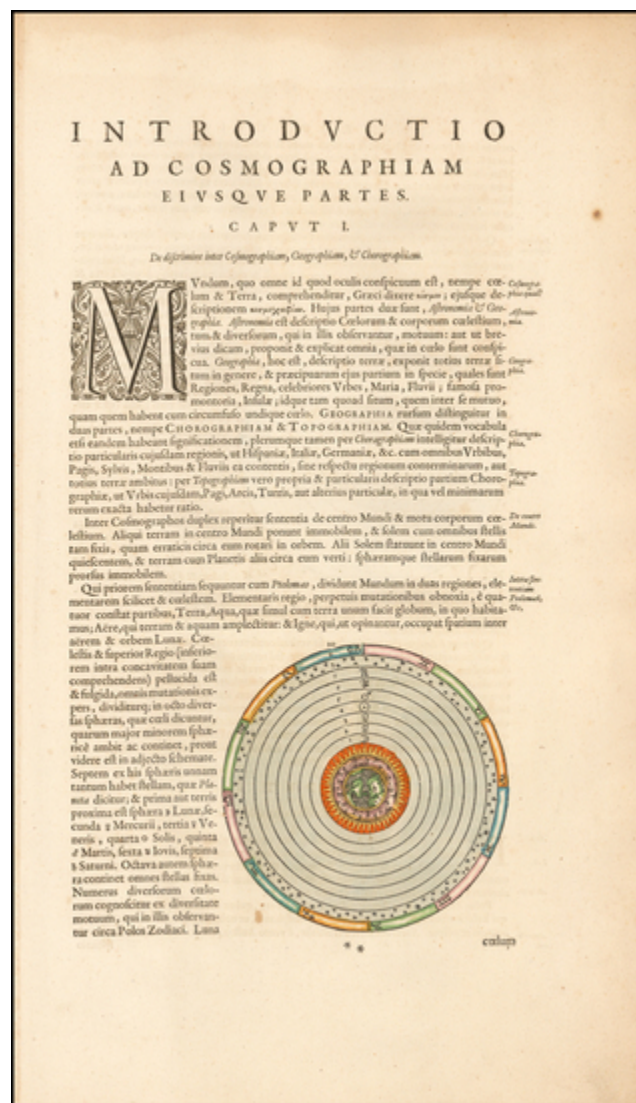 INTRODVCTIO
AD COSMOGRAPHIAM
EIVSQVE PARTES.
CAPVT I.
De discrimine inter Cosmographiam, Geographiam, & Chorographiam.
MVndum, quo omne id quod oculis conspicuum est, nempe cœ-
lum & Terra, comprehenditur, Græci dixere κόσμον; ejusque de-
scriptionem κοσμογραφίαν. Hujus partes duæ sunt, Astronomia & Geo-
graphia. Astronomia est descriptio Cœlorum & corporum cœlestium,
tum & diversorum, qui in illis observantur, motuum: aut ut bre-
vius dicam, proponit & explicat omnia, quæ in cœlo sunt conspi-
cua. Geographia, hoc est, descriptio terræ, exponit totius terræ si-
tum in genere, & præcipuarum ejus partium in specie, quales sunt
Regiones, Regna, celebriores Vrbes, Maria, Fluvii; famosa pro-
montoria, Insulæ; idque tam quoad situm, quem inter se mutuo,
quam quem habent cum circumfuso undique cœlo. GEOGRAPHIA rursum distinguitur in
duas partes, nempe CHOROGRAPHIAM & TOPOGRAPHIAM. Quæ quidem vocabula
etsi eandem habeant significationem, plerumque tamen per Chorographiam intelligitur descrip-
tio particularis cujusdam regionis, ut Hispaniæ, Italiæ, Germaniæ, &c. cum omnibus Vrbibus,
Pagis, Sylvis, Montibus & Fluviis ea contentis, sine respectu regionum conterminarum, aut
totius terræ ambitus: per Topographiam vero propria & particularis descriptio partium Choro-
graphiæ, ut Vrbis cujusdam, Pagi, Arcis, Turris, aut alterius particulæ, in qua vel minimarum
rerum exacta habetur ratio.
Inter Cosmographos duplex reperitur sententia de centro Mundi & motu corporum cœ-
lestium. Aliqui terram in centro Mundi ponunt immobilem, & solem cum omnibus stellis
tam fixis, quam erraticis circa eum rotari in orbem. Alii Solem statuunt in centro Mundi
quiescentem, & terram cum Planetis aliis circa eum verti; sphæramque stellarum fixarum
prorsus immobilem.
Qui priorem sententiam sequuntur cum Ptolemæo, dividunt Mundum in duas regiones, ele-
mentarem scilicet & cœlestem. Elementaris regio, perpetuis mutationibus obnoxia, è qua-
tuor constat partibus, Terra, Aqua, quæ simul cum terra unum facit globum, in quo habita-
mus; Aëre, qui terram & aquam amplectitur: & Igne, qui, ut opinantur, occupat spatium inter
aërem & orbem Lunæ. Cœ-
lestis & superior Regio (inferio-
rem intra concavitatem suam
comprehendens) pellucida est
& fulgida, omnis mutationis ex-
pers, dividiturq; in octo diver-
sas sphæras, quæ cœli dicuntur,
quarum major minorem sphæ-
ricè ambit ac continet, prout
videre est in adjecto schemate.
Septem ex his sphæris unnam
tantum habet stellam, quæ Pla-
neta dicitur; & prima aut terris
proxima est sphæra ☽ Lunæ, se-
cunda ☿ Mercurii, tertia ♀ Ve-
neris, quarta ☉ Solis, quinta
♂ Martis, sexta ♃ Iovis, septima
♄ Saturni. Octava autem sphæ-
ra continet omnes stellas fixas.
Numerus diversorum cœlo-
rum cognoscitur ex diversitate
motuum, qui in illis observan-
tur circa Polos Zodiaci. Luna
cœlum